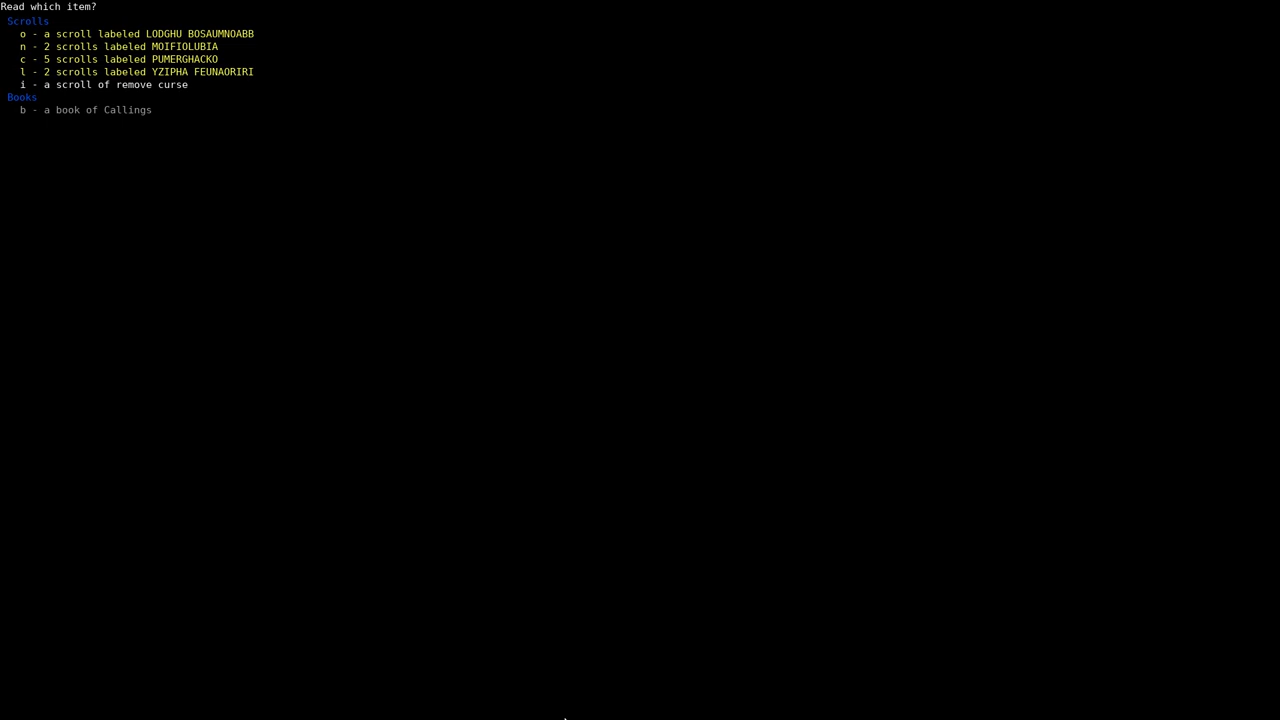 Read which item?
Scrolls
o - a scroll labeled LODGHU BOSAUMNOABB
n - 2 scrolls labeled MOIFIOLUBIA
c - 5 scrolls labeled PUMERGHACKO
l - 2 scrolls labeled YZIPHA FEUNAORIRI
i - a scroll of remove curse
Books
b - a book of Callings